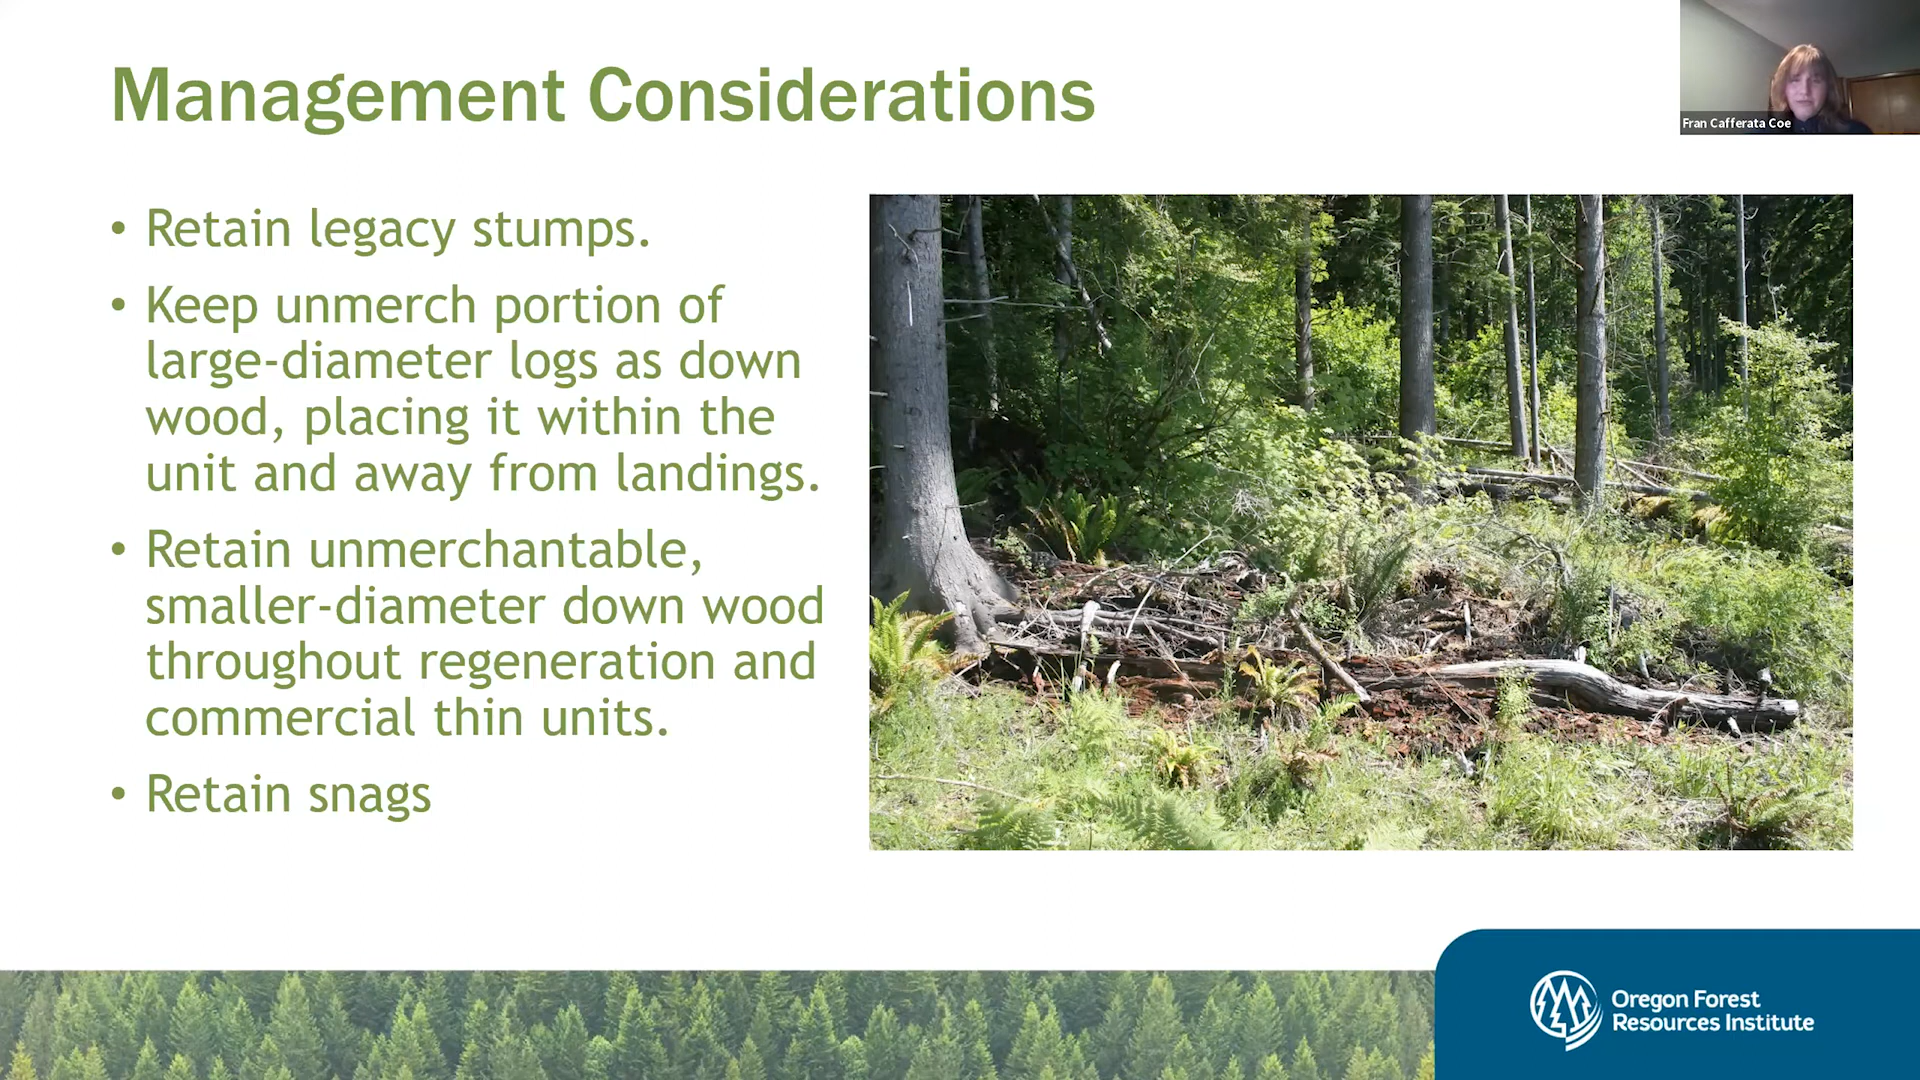 Management Considerations
Fran Cafferata Coe
• Retain legacy stumps.
• Keep unmerch portion of
large-diameter logs as down
wood, placing it within the
unit and away from landings.
• Retain unmerchantable,
smaller-diameter down wood
throughout regeneration and
commercial thin units.
• Retain snags
Oregon Forest
Resources Institute